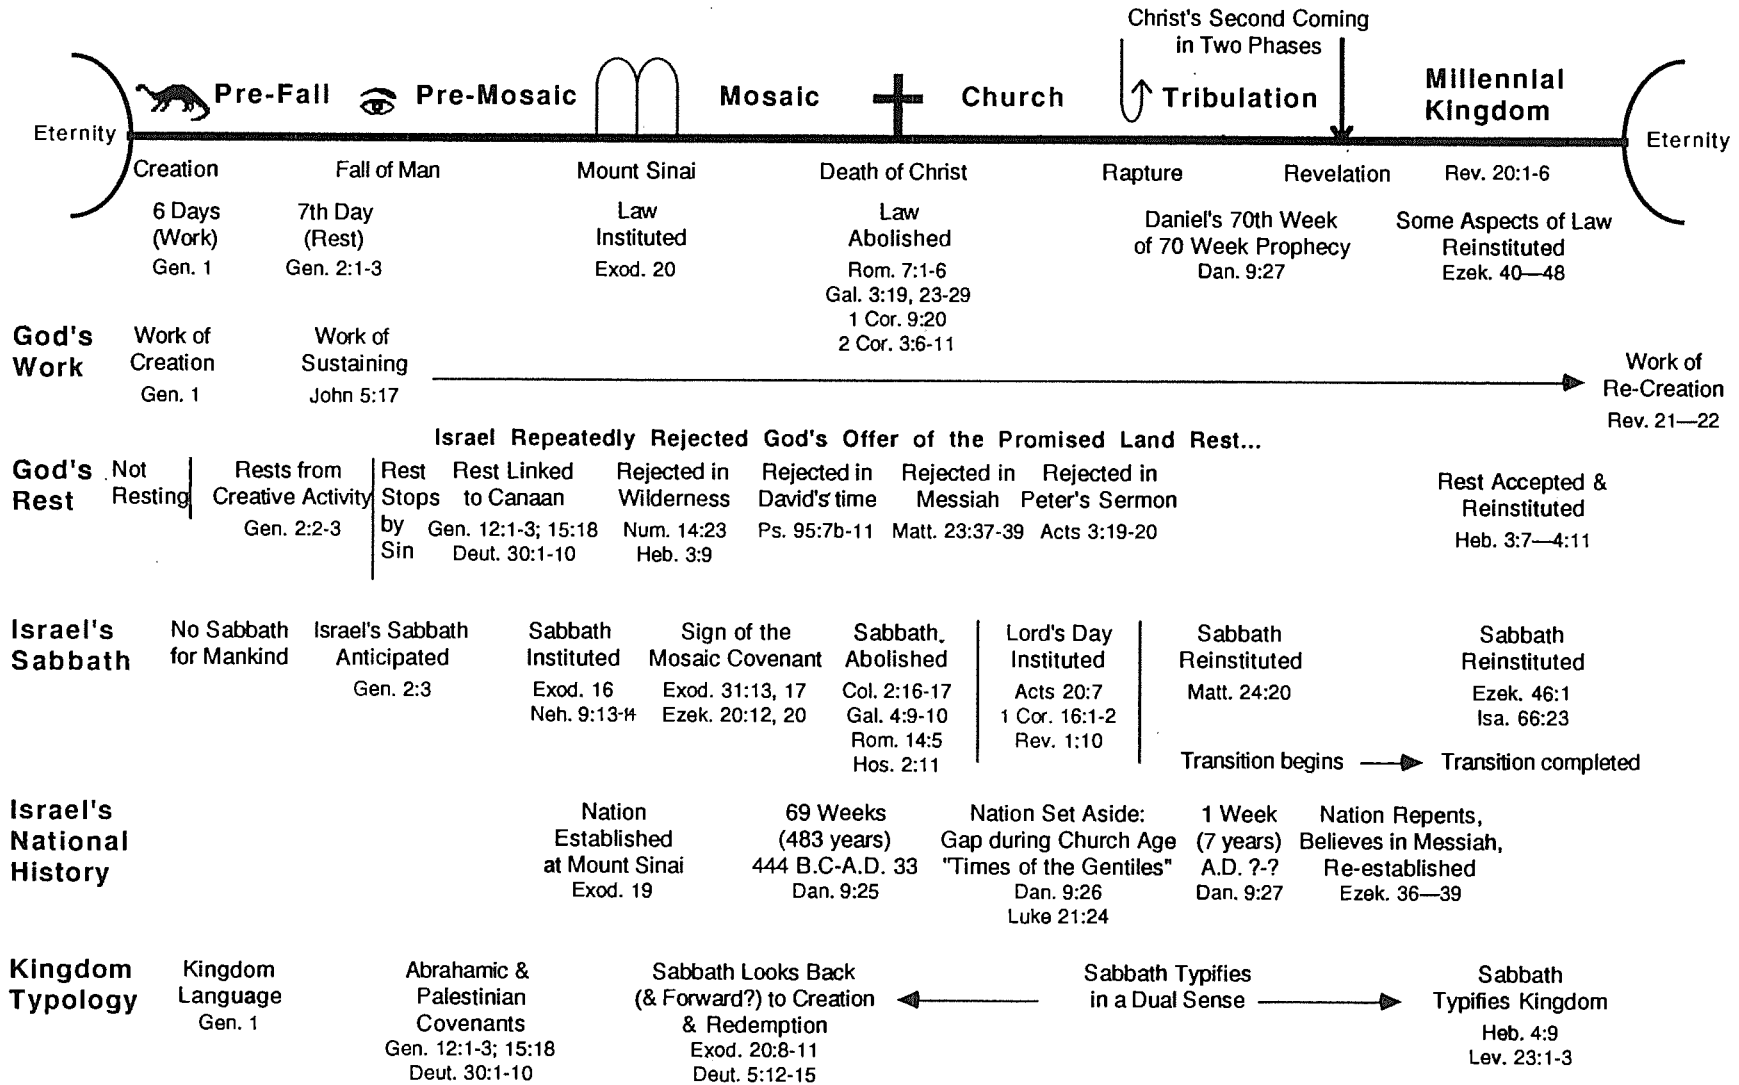 Christ's Second Coming
in Two Phases
Pre-Fall
Pre-Mosaic
Mosaic
Church
Tribulation
Millennial
Kingdom
Eternity
Eternity
Creation
Fall of Man
Mount Sinai
Death of Christ
Rapture
Revelation
Rev. 20:1-6
6 Days
(Work)
Gen. 1
7th Day
(Rest)
Gen. 2:1-3
Law
Instituted
Exod. 20
Law
Abolished
Rom. 7:1-6
Gal. 3:19, 23-29
1 Cor. 9:20
2 Cor. 3:6-11
Daniel's 70th Week
of 70 Week Prophecy
Dan. 9:27
Some Aspects of Law
Reinstituted
Ezek. 40—48
God's
Work
Work of
Creation
Gen. 1
Work of
Sustaining
John 5:17
Work of
Re-Creation
Rev. 21—22
Israel Repeatedly Rejected God's Offer of the Promised Land Rest...
God's
Rest
Not
Resting
Rests from
Creative Activity
Gen. 2:2-3
Rest
Stops
by
Sin
Rest Linked
to Canaan
Gen. 12:1-3; 15:18
Deut. 30:1-10
Rejected in
Wilderness
Num. 14:23
Heb. 3:9
Rejected in
David's time
Ps. 95:7b-11
Rejected in
Messiah
Matt. 23:37-39
Rejected in
Peter's Sermon
Acts 3:19-20
Rest Accepted &
Reinstituted
Heb. 3:7—4:11
Israel's
Sabbath
No Sabbath
for Mankind
Israel's Sabbath
Anticipated
Gen. 2:3
Sabbath
Instituted
Exod. 16
Neh. 9:13-14
Sign of the
Mosaic Covenant
Exod. 31:13, 17
Ezek. 20:12, 20
Sabbath
Abolished
Col. 2:16-17
Gal. 4:9-10
Rom. 14:5
Hos. 2:11
Lord's Day
Instituted
Acts 20:7
1 Cor. 16:1-2
Rev. 1:10
Sabbath
Reinstituted
Matt. 24:20
Sabbath
Reinstituted
Ezek. 46:1
Isa. 66:23
Transition begins
Transition completed
Israel's
National
History
Nation
Established
at Mount Sinai
Exod. 19
69 Weeks
(483 years)
444 B.C-A.D. 33
Dan. 9:25
Nation Set Aside:
Gap during Church Age
"Times of the Gentiles"
Dan. 9:26
Luke 21:24
1 Week
(7 years)
A.D. ?-?
Dan. 9:27
Nation Repents,
Believes in Messiah,
Re-established
Ezek. 36—39
Kingdom
Typology
Kingdom
Language
Gen. 1
Abrahamic &
Palestinian
Covenants
Gen. 12:1-3; 15:18
Deut. 30:1-10
Sabbath Looks Back
(& Forward?) to Creation
& Redemption
Exod. 20:8-11
Deut. 5:12-15
Sabbath Typifies
in a Dual Sense
Sabbath
Typifies Kingdom
Heb. 4:9
Lev. 23:1-3